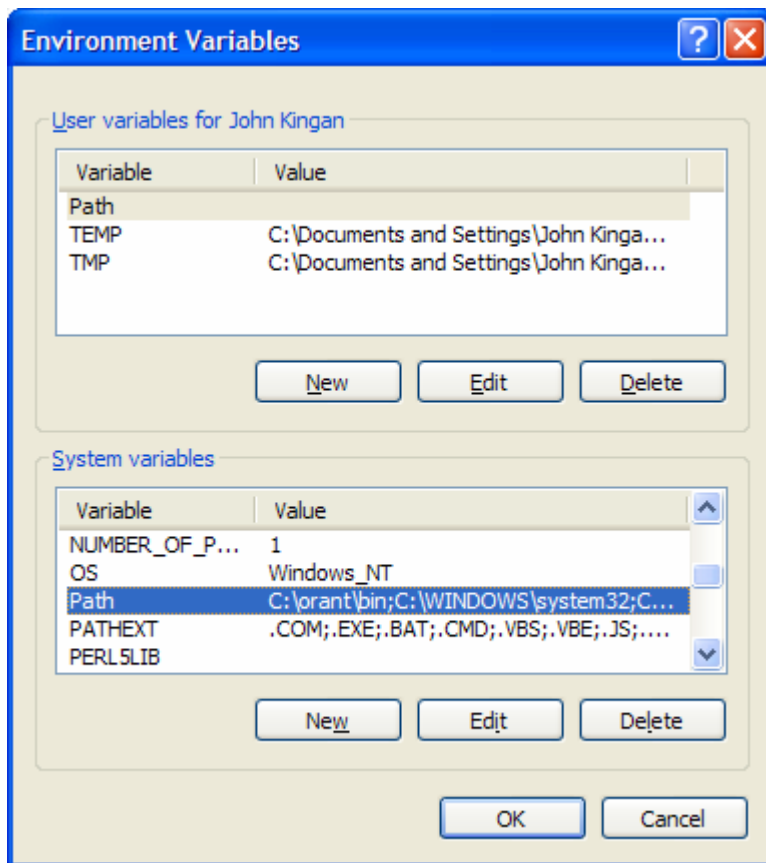 Environment Variables
User variables for John Kingan
Variable Value
Path
TEMP C:\Documents and Settings\John Kinga...
TMP C:\Documents and Settings\John Kinga...
New Edit Delete
System variables
Variable Value
NUMBER_OF_P... 1
OS Windows_NT
Path C:\orant\bin;C:\WINDOWS\system32;C...
PATHEXT .COM;.EXE;.BAT;.CMD;.VBS;.VBE;.JS;....
PERL5LIB
New Edit Delete
OK Cancel